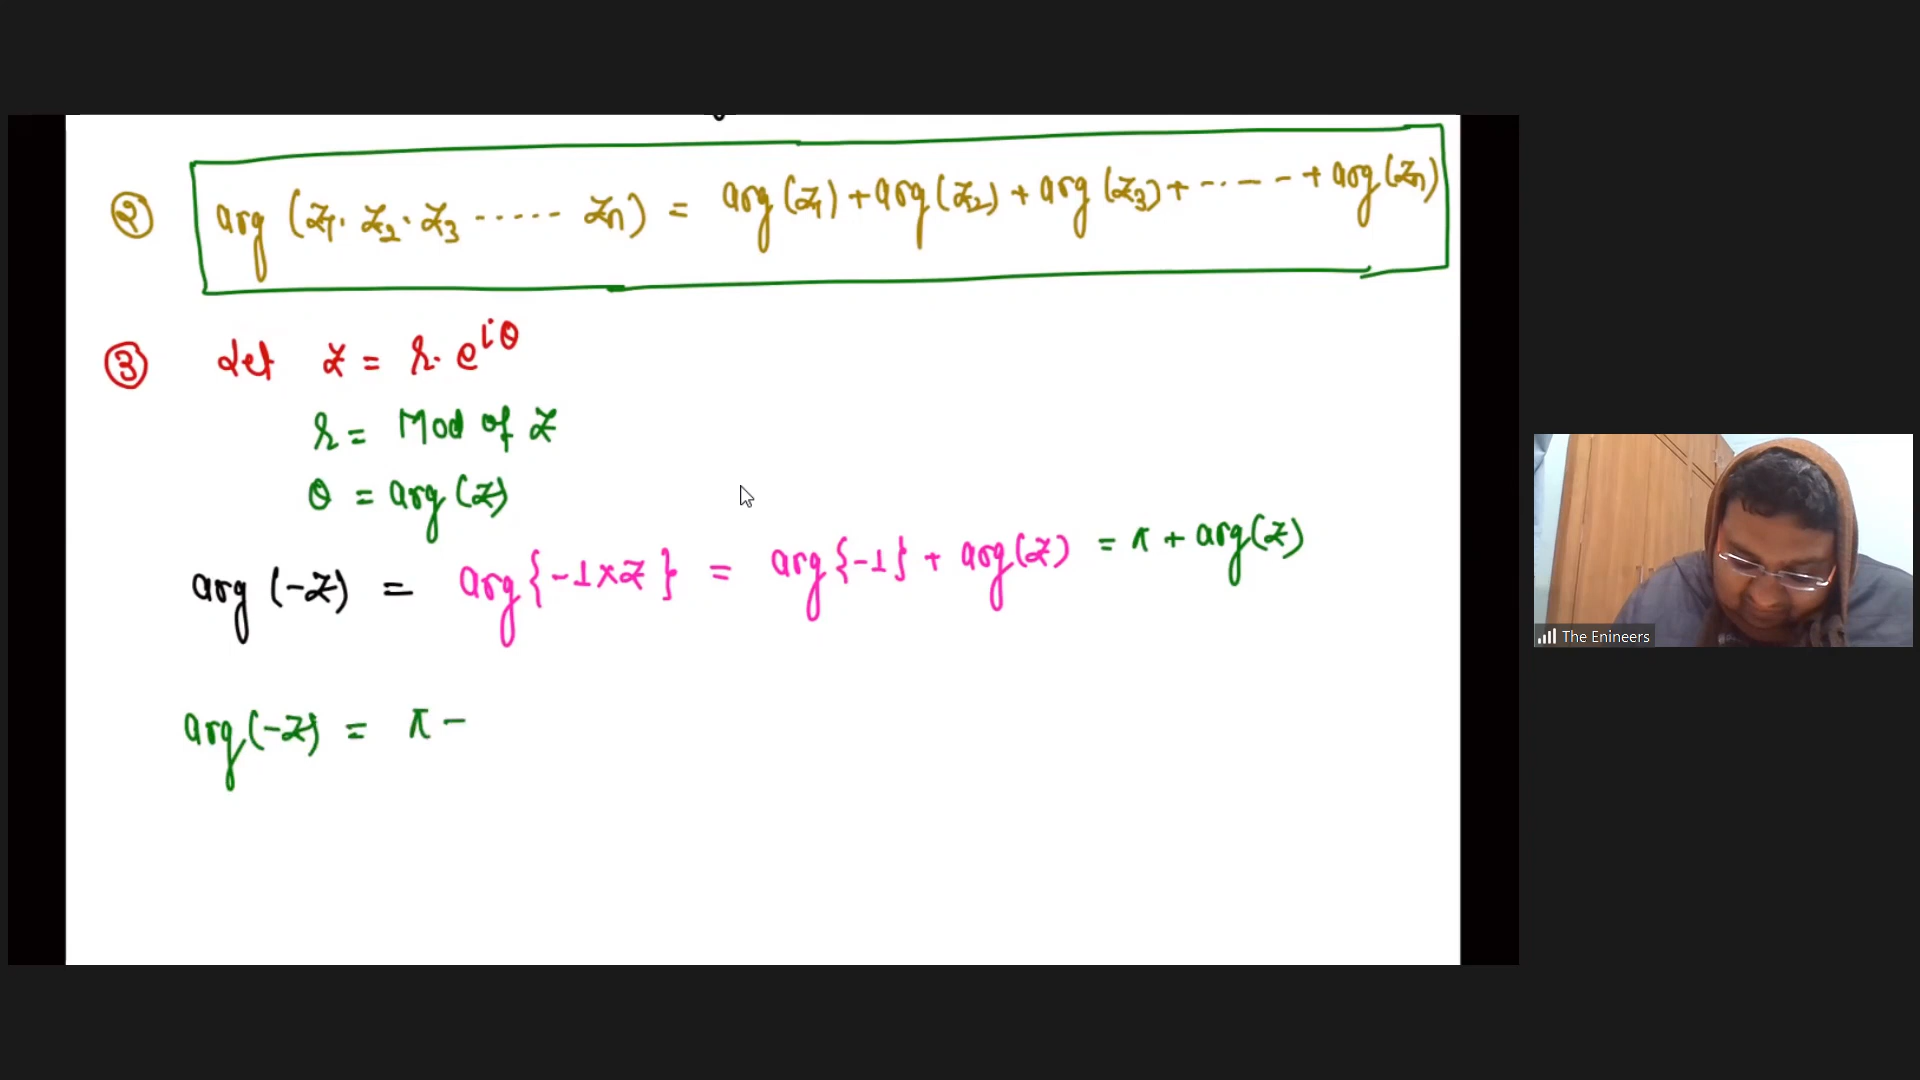 ② arg (z1. z2. z3 ...... zn) = arg(z1) + arg(z2) + arg(z3) + ...... + arg(zn)
③ Let z = r. e^iθ
r = Mod of z
θ = arg(z)
arg (-z) = arg{-1×z} = arg{-1} + arg(z) = π + arg(z)
arg(-z) = π -
The Enineers